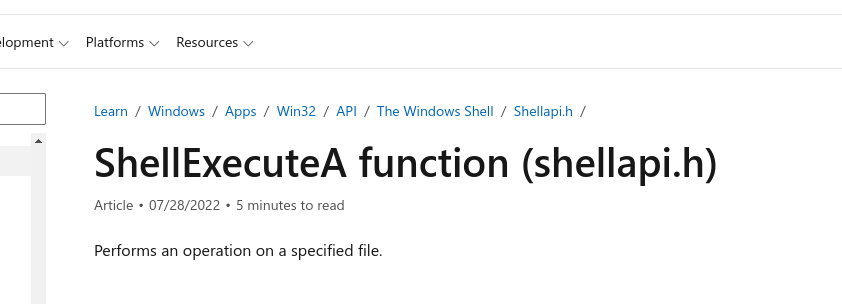 elopment Platforms Resources
Learn / Windows / Apps / Win32 / API / The Windows Shell / Shellapi.h /
ShellExecuteA function (shellapi.h)
Article • 07/28/2022 • 5 minutes to read
Performs an operation on a specified file.